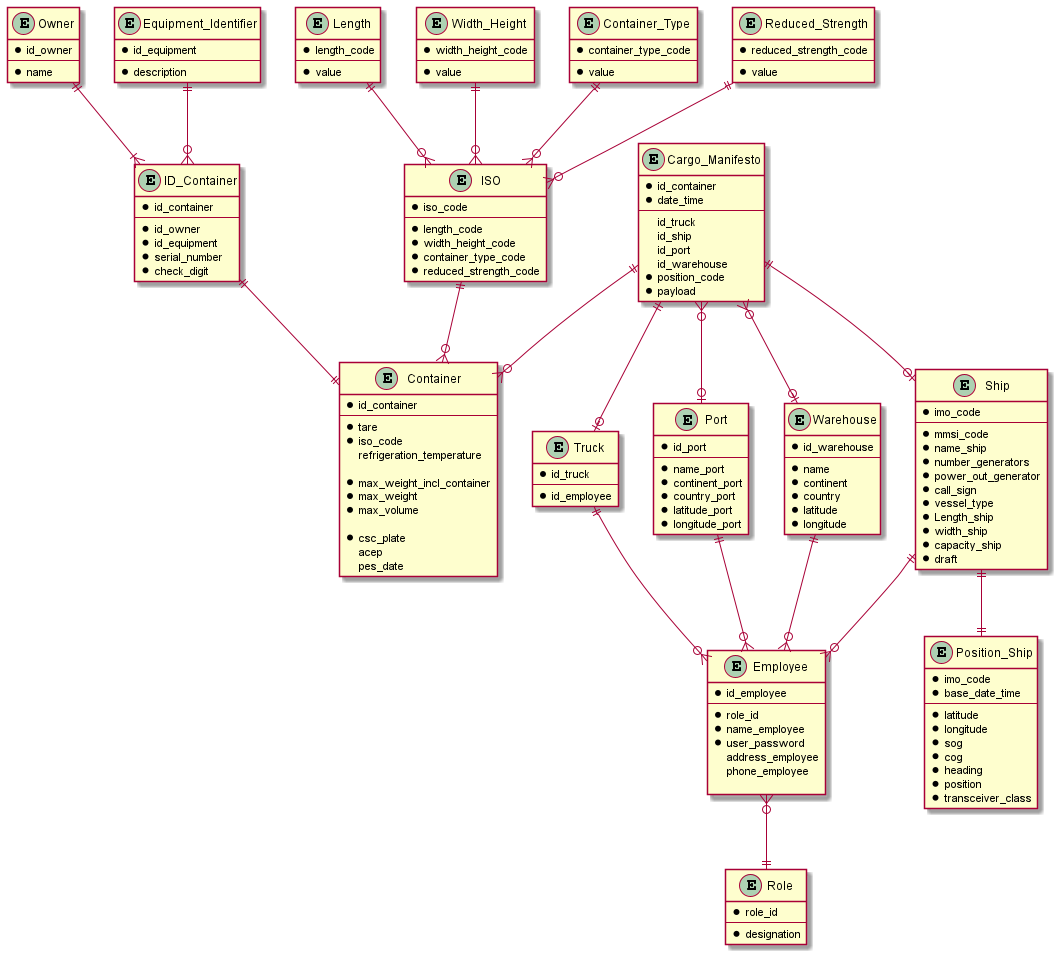 E Owner
id_owner
name
E Equipment_Identifier
id_equipment
description
E Length
length_code
value
E Width_Height
width_height_code
value
E Container_Type
container_type_code
value
E Reduced_Strength
reduced_strength_code
value
E ID_Container
id_container
id_owner
id_equipment
serial_number
check_digit
E ISO
iso_code
length_code
width_height_code
container_type_code
reduced_strength_code
E Cargo_Manifesto
id_container
date_time
id_truck
id_ship
id_port
id_warehouse
position_code
payload
E Container
id_container
tare
iso_code
refrigeration_temperature
max_weight_incl_container
max_weight
max_volume
csc_plate
acep
pes_date
E Truck
id_truck
id_employee
E Port
id_port
name_port
continent_port
country_port
latitude_port
longitude_port
E Warehouse
id_warehouse
name
continent
country
latitude
longitude
E Ship
imo_code
mmsi_code
name_ship
number_generators
power_out_generator
call_sign
vessel_type
Length_ship
width_ship
capacity_ship
draft
E Employee
id_employee
role_id
name_employee
user_password
address_employee
phone_employee
E Position_Ship
imo_code
base_date_time
latitude
longitude
sog
cog
heading
position
transceiver_class
E Role
role_id
designation